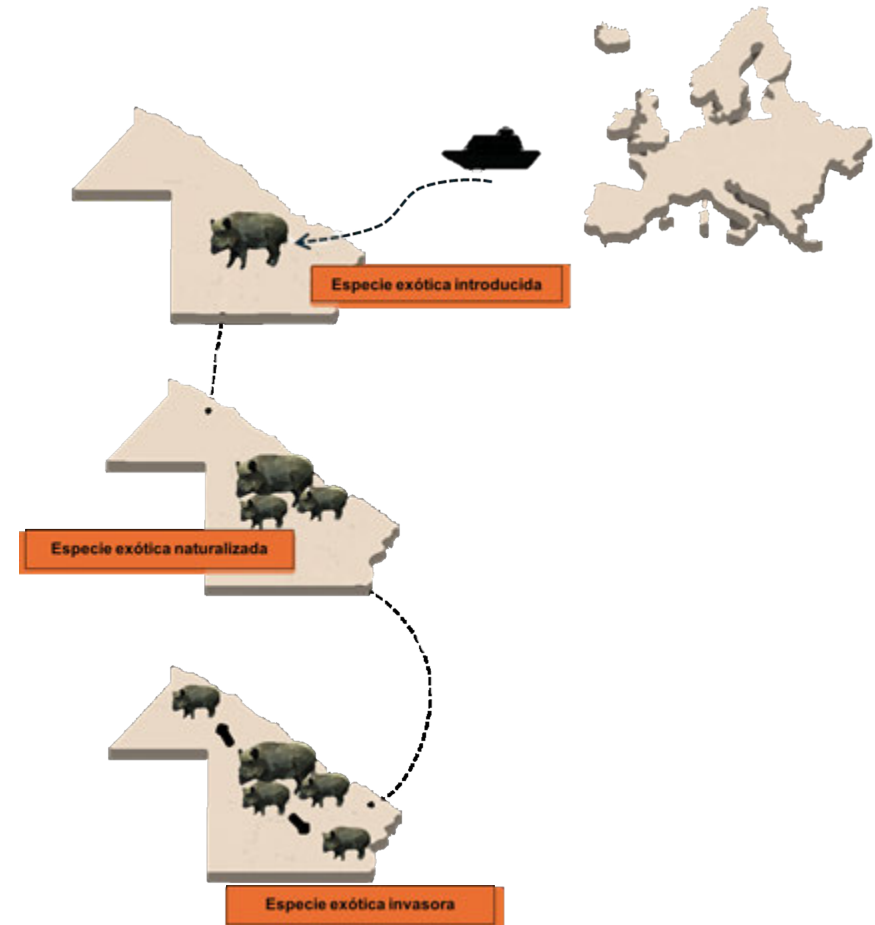 Especie exótica introducida
Especie exótica naturalizada
Especie exótica invasora